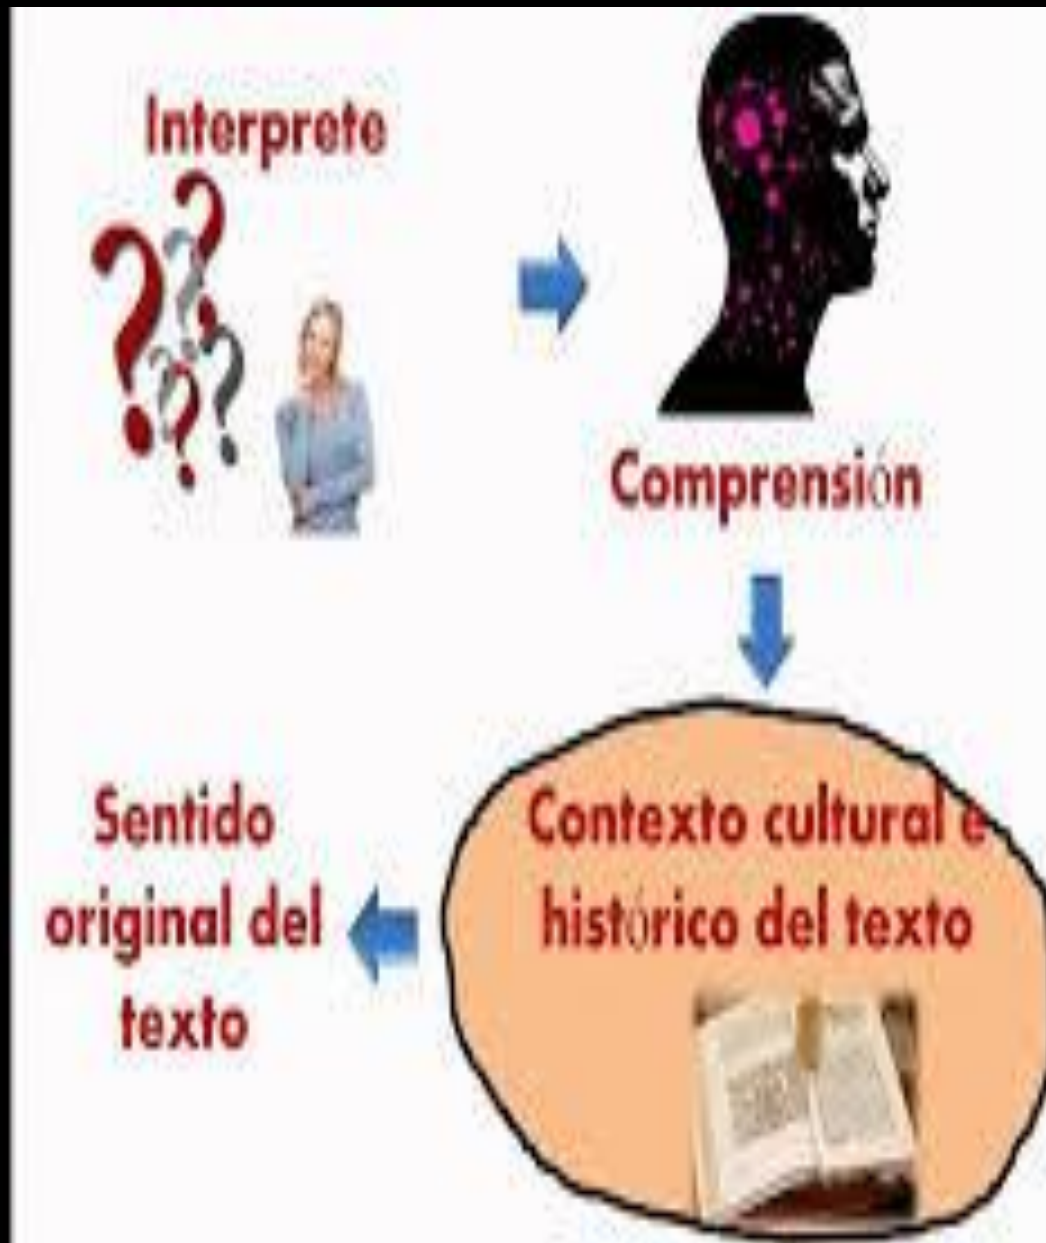 Interprete
Comprensión
Contexto cultural e
histórico del texto
Sentido
original del
texto